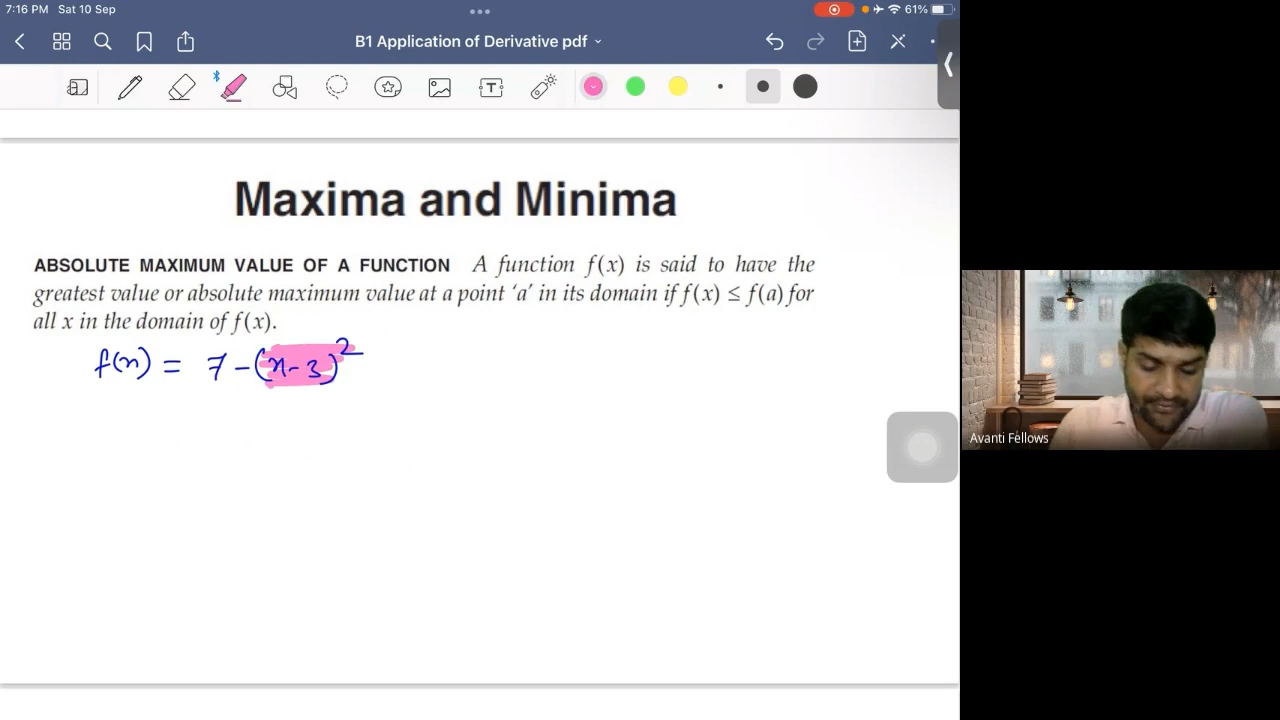 7:16 PM Sat 10 Sep
61%
B1 Application of Derivative pdf
T
Maxima and Minima
ABSOLUTE MAXIMUM VALUE OF A FUNCTION A function f(x) is said to have the
greatest value or absolute maximum value at a point ‘a’ in its domain if f(x) ≤ f(a) for
all x in the domain of f(x).
f(x) = 7 - (x-3)²
Avanti Fellows